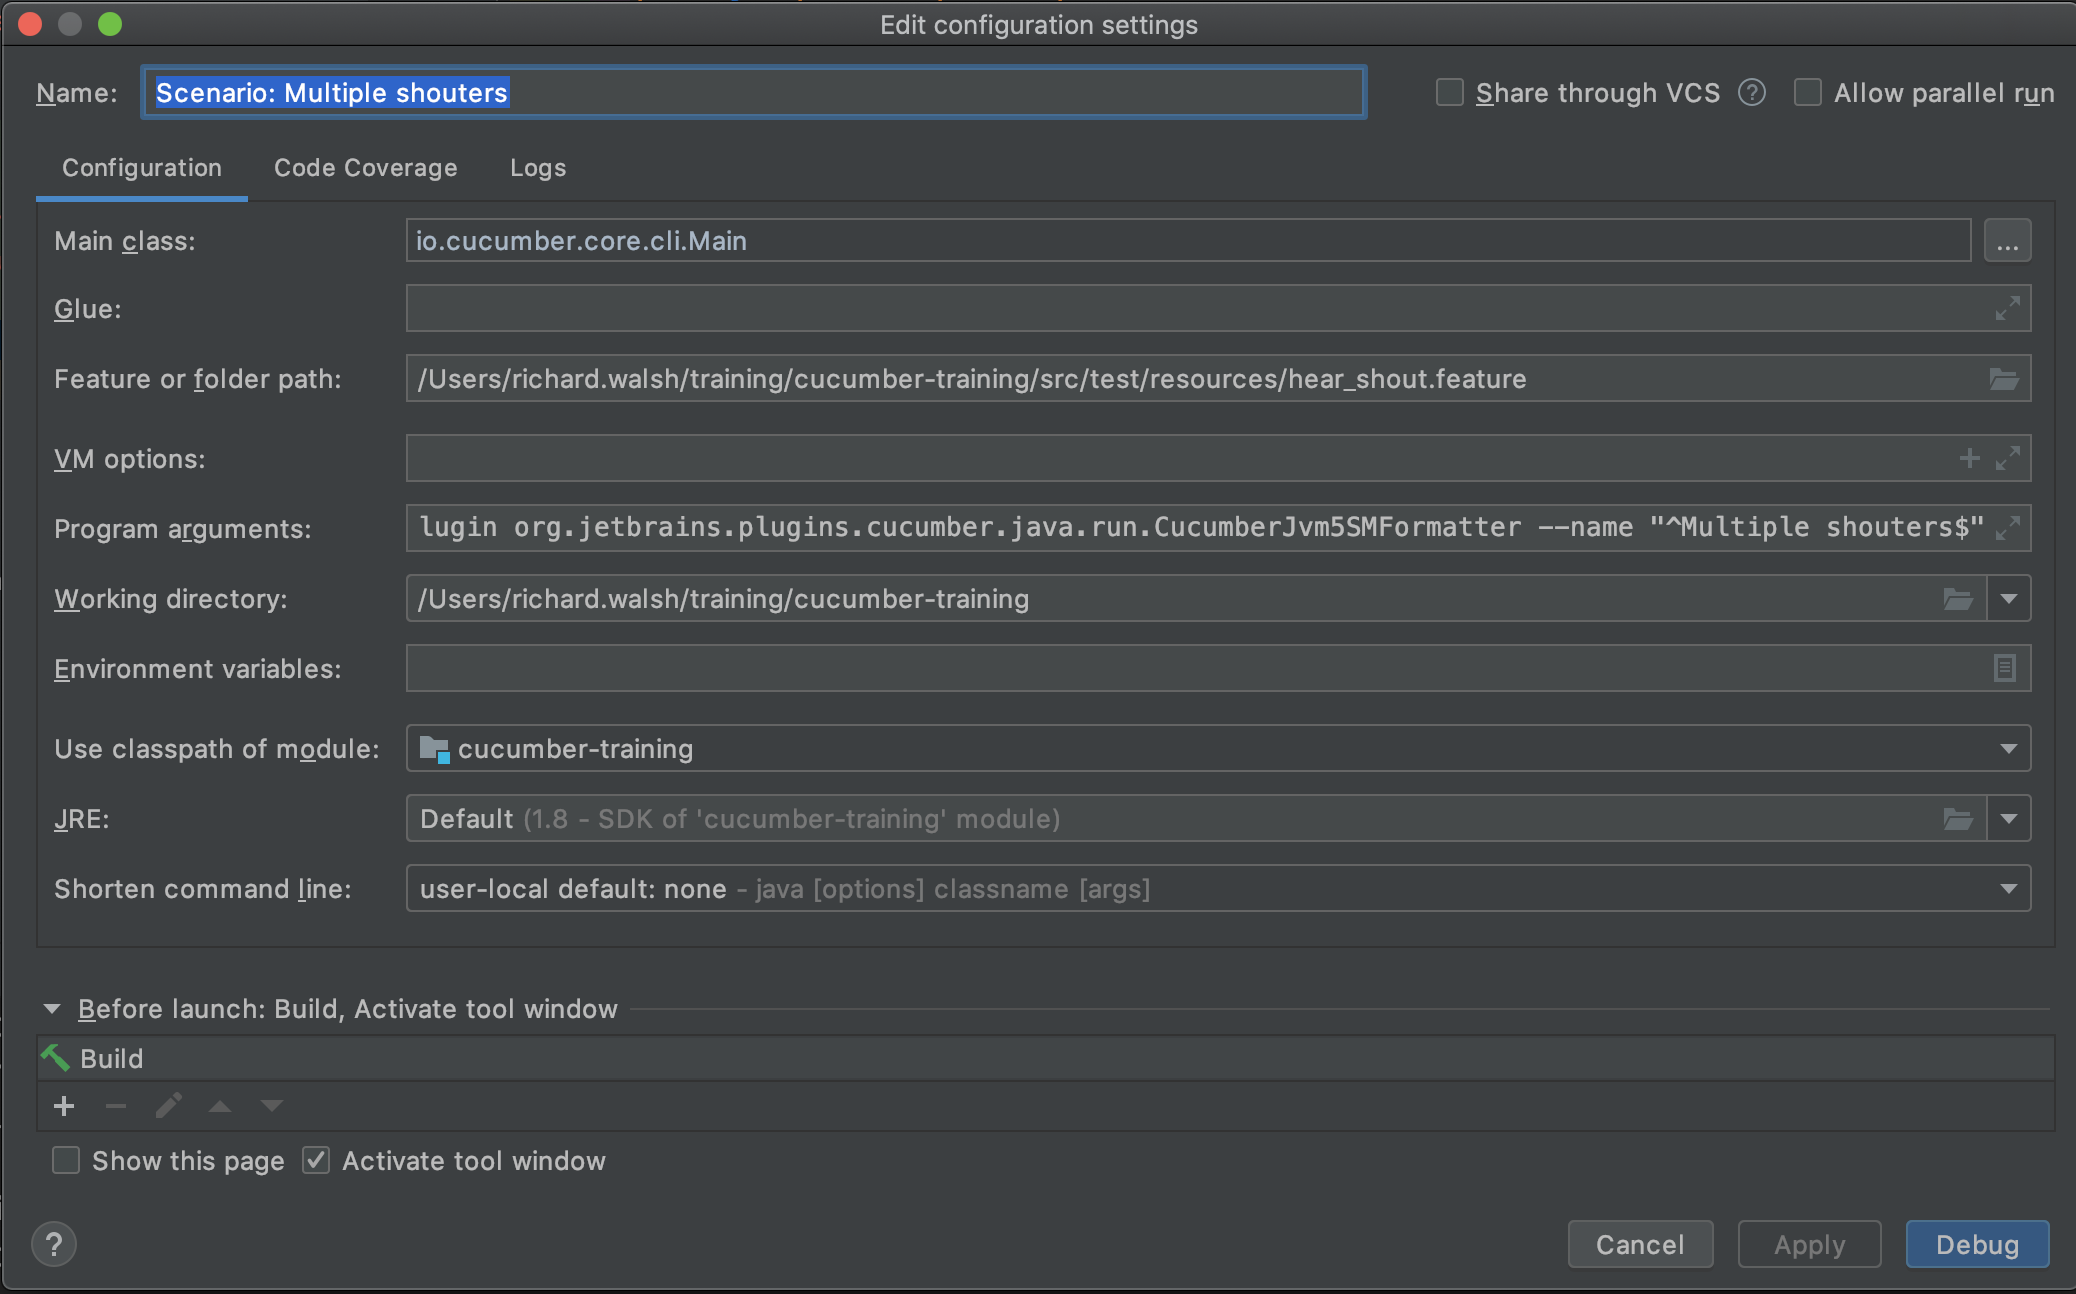 Edit configuration settings
Name: Scenario: Multiple shouters Share through VCS ? Allow parallel run
Configuration Code Coverage Logs
Main class: io.cucumber.core.cli.Main ...
Glue:
Feature or folder path: /Users/richard.walsh/training/cucumber-training/src/test/resources/hear_shout.feature
VM options:
Program arguments: lugin org.jetbrains.plugins.cucumber.java.run.CucumberJvm5SMFormatter --name "^Multiple shouters$"
Working directory: /Users/richard.walsh/training/cucumber-training
Environment variables:
Use classpath of module: cucumber-training
JRE: Default (1.8 - SDK of 'cucumber-training' module)
Shorten command line: user-local default: none - java [options] classname [args]
Before launch: Build, Activate tool window
Build
Show this page Activate tool window
? Cancel Apply Debug